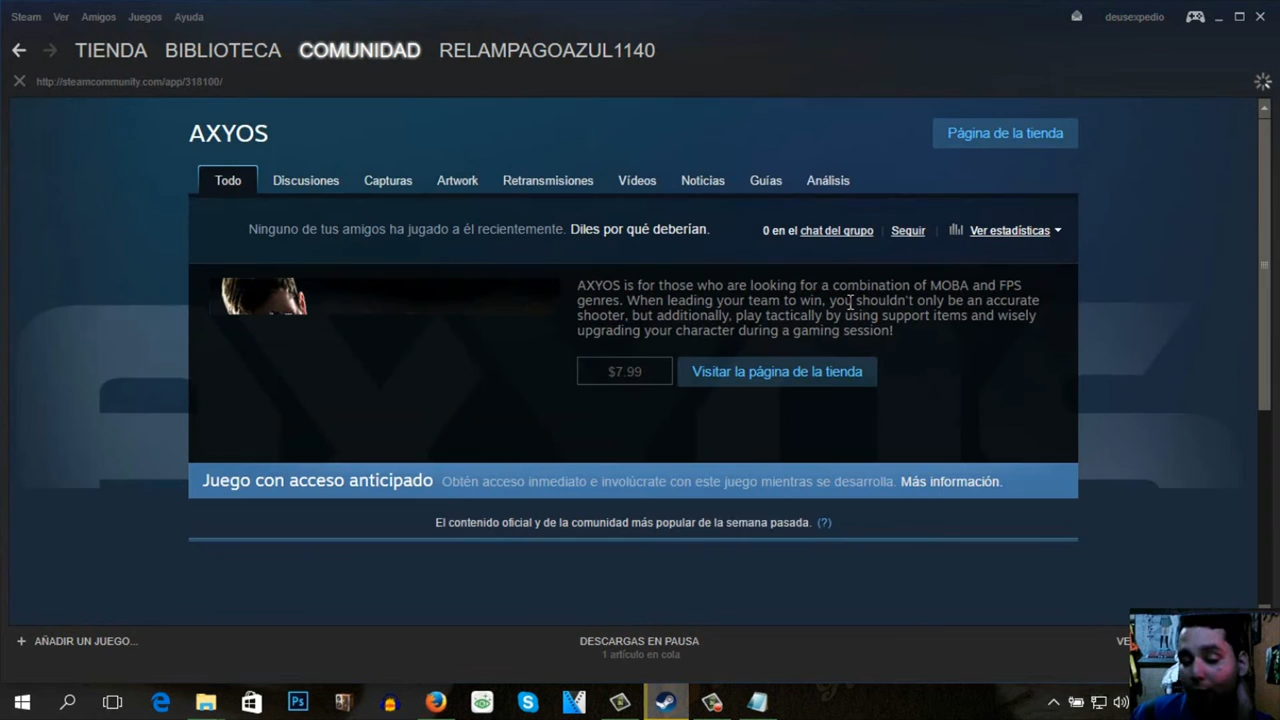 Steam Ver Amigos Juegos Ayuda deusexpedio
TIENDA BIBLIOTECA COMUNIDAD RELAMPAGOAZUL1140
http://steamcommunity.com/app/318100/
AXYOS Página de la tienda
Todo Discusiones Capturas Artwork Retransmisiones Vídeos Noticias Guías Análisis
Ninguno de tus amigos ha jugado a él recientemente. Diles por qué deberían. 0 en el chat del grupo | Seguir | Ver estadísticas
AXYOS is for those who are looking for a combination of MOBA and FPS
genres. When leading your team to win, you shouldn't only be an accurate
shooter, but additionally, play tactically by using support items and wisely
upgrading your character during a gaming session!
$7.99 Visitar la página de la tienda
Juego con acceso anticipado Obtén acceso inmediato e involúcrate con este juego mientras se desarrolla. Más información.
El contenido oficial y de la comunidad más popular de la semana pasada. (?)
+ AÑADIR UN JUEGO... DESCARGAS EN PAUSA VE
1 artículo en cola